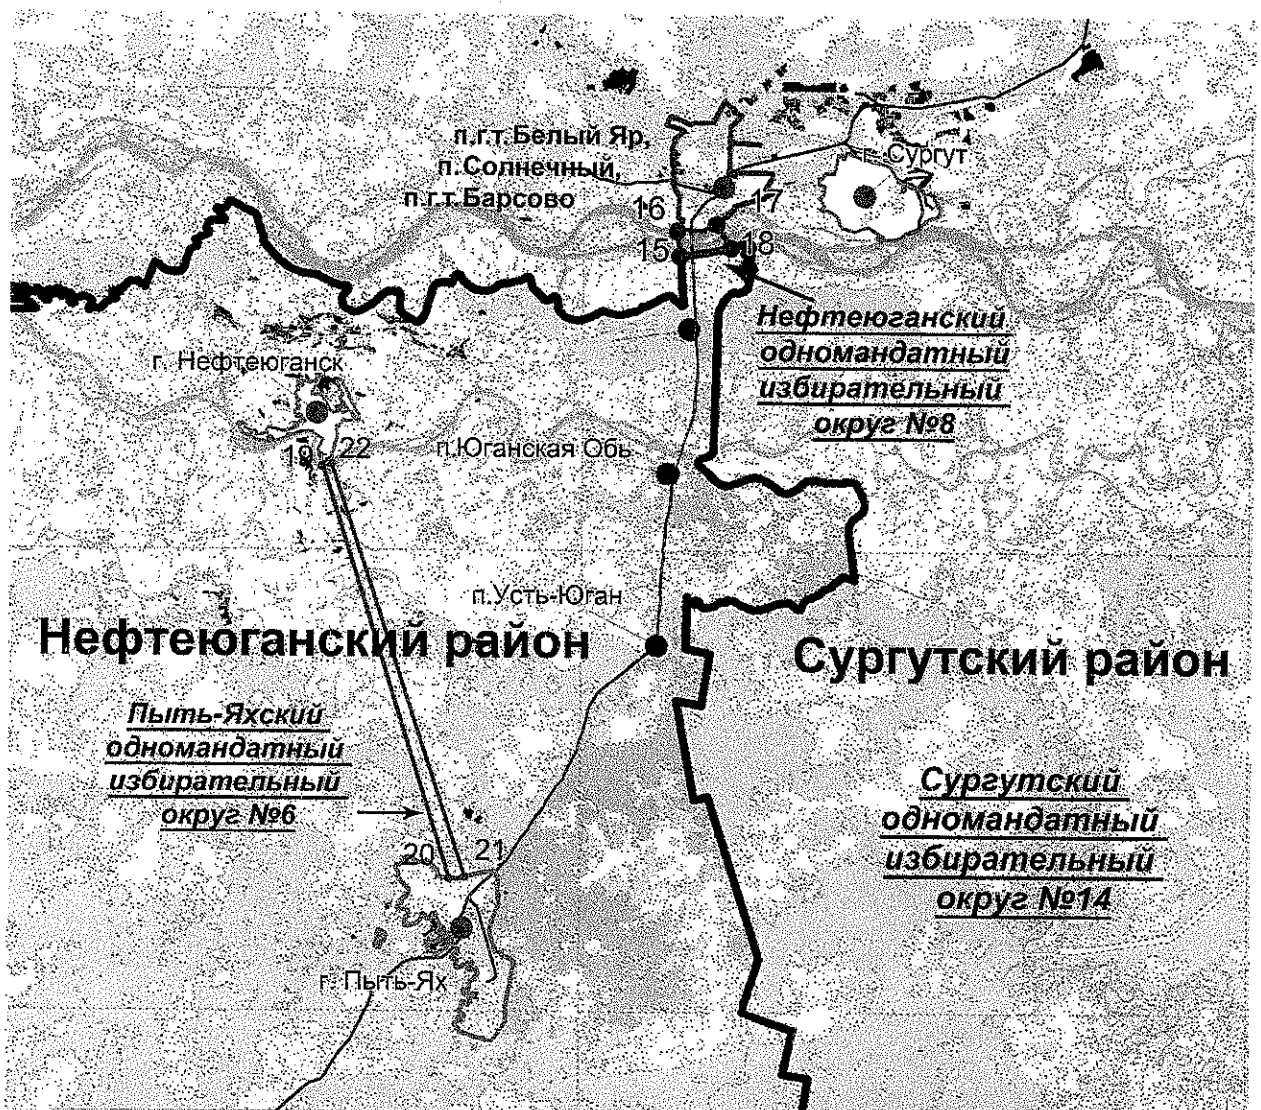 п.г.т.Белый Яр,
п.Солнечный,
п.г.т.Барсово
г. Сургут
16
17
15
18
Нефтеюганский
одномандатный
избирательный
округ №8
г. Нефтеюганск
19
22
п.Юганская Обь
п.Усть-Юган
Нефтеюганский район
Сургутский район
Пыть-Яхский
одномандатный
избирательный
округ №6
Сургутский
одномандатный
избирательный
округ №14
20
21
г. Пыть-Ях